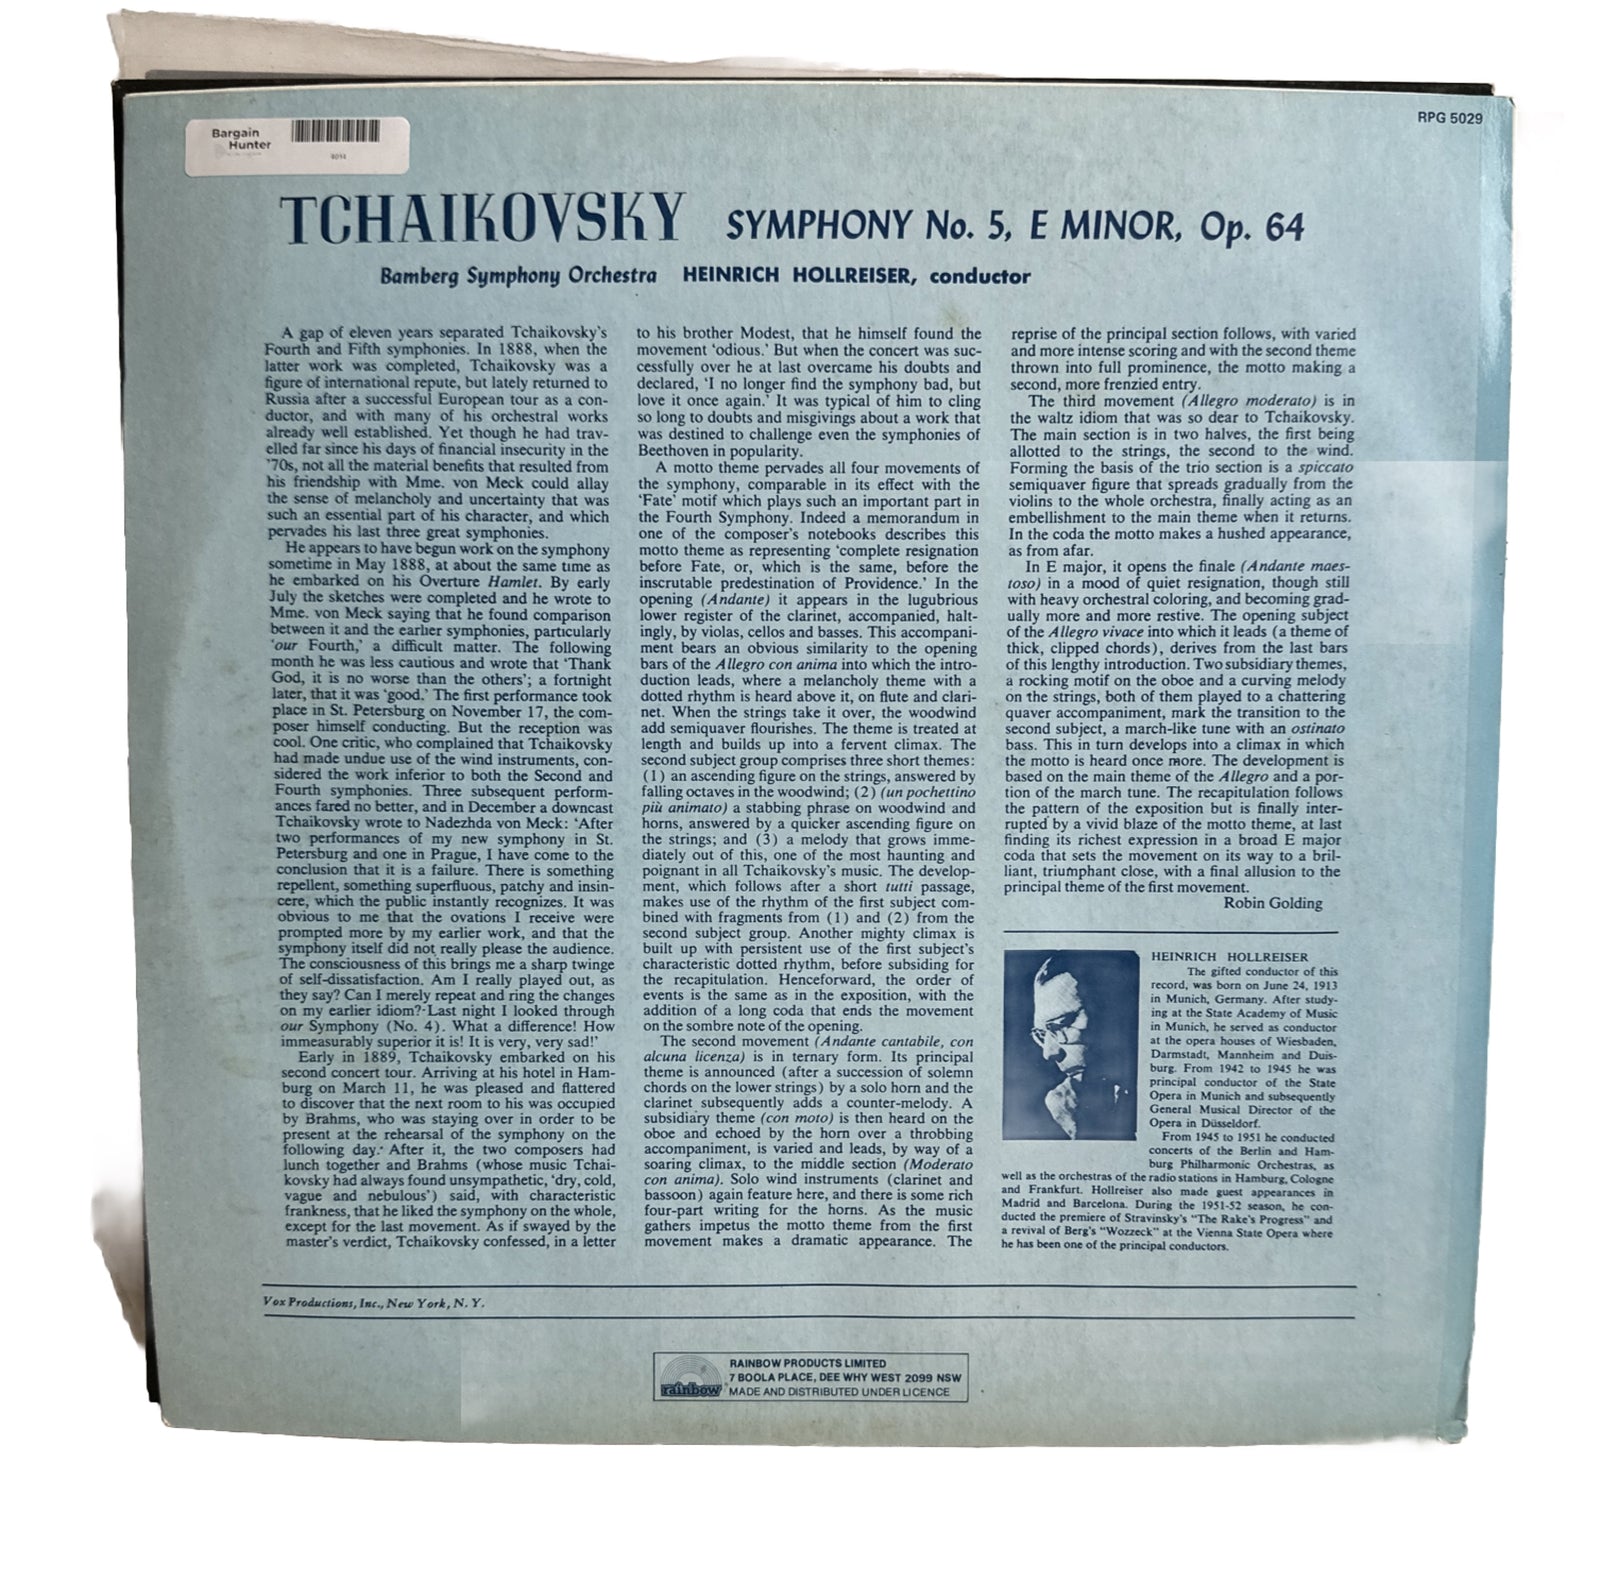 Bargain
Hunter
RPG 5029
TCHAIKOVSKY SYMPHONY No. 5, E MINOR, Op. 64
Bamberg Symphony Orchestra HEINRICH HOLLREISER, conductor
A gap of eleven years separated Tchaikovsky's
Fourth and Fifth symphonies. In 1888, when the
latter work was completed, Tchaikovsky was a
figure of international repute, but lately returned to
Russia after a successful European tour as a con-
ductor, and with many of his orchestral works
already well established. Yet though he had trav-
elled far since his days of financial insecurity in the
'70s, not all the material benefits that resulted from
his friendship with Mme. von Meck could allay
the sense of melancholy and uncertainty that was
such an essential part of his character, and which
pervades his last three great symphonies.
He appears to have begun work on the symphony
sometime in May 1888, at about the same time as
he embarked on his Overture Hamlet. By early
July the sketches were completed and he wrote to
Mme. von Meck saying that he found comparison
between it and the earlier symphonies, particularly
'our Fourth,' a difficult matter. The following
month he was less cautious and wrote that 'Thank
God, it is no worse than the others'; a fortnight
later, that it was 'good.' The first performance took
place in St. Petersburg on November 17, the com-
poser himself conducting. But the reception was
cool. One critic, who complained that Tchaikovsky
had made undue use of the wind instruments, con-
sidered the work inferior to both the Second and
Fourth symphonies. Three subsequent perform-
ances fared no better, and in December a downcast
Tchaikovsky wrote to Nadezhda von Meck: 'After
two performances of my new symphony in St.
Petersburg and one in Prague, I have come to the
conclusion that it is a failure. There is something
repellent, something superfluous, patchy and insin-
cere, which the public instantly recognizes. It was
obvious to me that the ovations I receive were
prompted more by my earlier work, and that the
symphony itself did not really please the audience.
The consciousness of this brings me a sharp twinge
of self-dissatisfaction. Am I really played out, as
they say? Can I merely repeat and ring the changes
on my earlier idiom? Last night I looked through
our Symphony (No. 4). What a difference! How
immeasurably superior it is! It is very, very sad!'
Early in 1889, Tchaikovsky embarked on his
second concert tour. Arriving at his hotel in Ham-
burg on March 11, he was pleased and flattered
to discover that the next room to his was occupied
by Brahms, who was staying over in order to be
present at the rehearsal of the symphony on the
following day. After it, the two composers had
lunch together and Brahms (whose music Tchai-
kovsky had always found unsympathetic, 'dry, cold,
vague and nebulous') said, with characteristic
frankness, that he liked the symphony on the whole,
except for the last movement. As if swayed by the
master's verdict, Tchaikovsky confessed, in a letter
to his brother Modest, that he himself found the
movement 'odious.' But when the concert was suc-
cessfully over he at last overcame his doubts and
declared, 'I no longer find the symphony bad, but
love it once again.' It was typical of him to cling
so long to doubts and misgivings about a work that
was destined to challenge even the symphonies of
Beethoven in popularity.
A motto theme pervades all four movements of
the symphony, comparable in its effect with the
'Fate' motif which plays such an important part in
the Fourth Symphony. Indeed a memorandum in
one of the composer's notebooks describes this
motto theme as representing 'complete resignation
before Fate, or, which is the same, before the
inscrutable predestination of Providence.' In the
opening (Andante) it appears in the lugubrious
lower register of the clarinet, accompanied, halt-
ingly, by violas, cellos and basses. This accompani-
ment bears an obvious similarity to the opening
bars of the Allegro con anima into which the intro-
duction leads, where a melancholy theme with a
dotted rhythm is heard above it, on flute and clari-
net. When the strings take it over, the woodwind
add semiquaver flourishes. The theme is treated at
length and builds up into a fervent climax. The
second subject group comprises three short themes:
(1) an ascending figure on the strings, answered by
falling octaves in the woodwind; (2) (un pochettino
più animato) a stabbing phrase on woodwind and
horns, answered by a quicker ascending figure on
the strings; and (3) a melody that grows imme-
diately out of this, one of the most haunting and
poignant in all Tchaikovsky's music. The develop-
ment, which follows after a short tutti passage,
makes use of the rhythm of the first subject com-
bined with fragments from (1) and (2) from the
second subject group. Another mighty climax is
built up with persistent use of the first subject's
characteristic dotted rhythm, before subsiding for
the recapitulation. Henceforward, the order of
events is the same as in the exposition, with the
addition of a long coda that ends the movement
on the sombre note of the opening.
The second movement (Andante cantabile, con
alcuna licenza) is in ternary form. Its principal
theme is announced (after a succession of solemn
chords on the lower strings) by a solo horn and the
clarinet subsequently adds a counter-melody. A
subsidiary theme (con moto) is then heard on the
oboe and echoed by the horn over a throbbing
accompaniment, is varied and leads, by way of a
soaring climax, to the middle section (Moderato
con anima). Solo wind instruments (clarinet and
bassoon) again feature here, and there is some rich
four-part writing for the horns. As the music
gathers impetus the motto theme from the first
movement makes a dramatic appearance. The
reprise of the principal section follows, with varied
and more intense scoring and with the second theme
thrown into full prominence, the motto making a
second, more frenzied entry.
The third movement (Allegro moderato) is in
the waltz idiom that was so dear to Tchaikovsky.
The main section is in two halves, the first being
allotted to the strings, the second to the wind.
Forming the basis of the trio section is a spiccato
semiquaver figure that spreads gradually from the
violins to the whole orchestra, finally acting as an
embellishment to the main theme when it returns.
In the coda the motto makes a hushed appearance,
as from afar.
In E major, it opens the finale (Andante maes-
toso) in a mood of quiet resignation, though still
with heavy orchestral coloring, and becoming grad-
ually more and more restive. The opening subject
of the Allegro vivace into which it leads (a theme of
thick, clipped chords), derives from the last bars
of this lengthy introduction. Two subsidiary themes,
a rocking motif on the oboe and a curving melody
on the strings, both of them played to a chattering
quaver accompaniment, mark the transition to the
second subject, a march-like tune with an ostinato
bass. This in turn develops into a climax in which
the motto is heard once more. The development is
based on the main theme of the Allegro and a por-
tion of the march tune. The recapitulation follows
the pattern of the exposition but is finally inter-
rupted by a vivid blaze of the motto theme, at last
finding its richest expression in a broad E major
coda that sets the movement on its way to a bril-
liant, triumphant close, with a final allusion to the
principal theme of the first movement.
Robin Golding
HEINRICH HOLLREISER
The gifted conductor of this
record, was born on June 24, 1913
in Munich, Germany. After study-
ing at the State Academy of Music
in Munich, he served as conductor
at the opera houses of Wiesbaden,
Darmstadt, Mannheim and Duis-
burg. From 1942 to 1945 he was
principal conductor of the State
Opera in Munich and subsequently
General Musical Director of the
Opera in Düsseldorf.
From 1945 to 1951 he conducted
concerts of the Berlin and Ham-
burg Philharmonic Orchestras, as
well as the orchestras of the radio stations in Hamburg, Cologne
and Frankfurt. Hollreiser also made guest appearances in
Madrid and Barcelona. During the 1951-52 season, he con-
ducted the premiere of Stravinsky's "The Rake's Progress" and
a revival of Berg's "Wozzeck" at the Vienna State Opera where
he has been one of the principal conductors.
Vox Productions, Inc., New York, N. Y.
rainbow
RAINBOW PRODUCTS LIMITED
7 BOOLA PLACE, DEE WHY WEST 2099 NSW
MADE AND DISTRIBUTED UNDER LICENCE